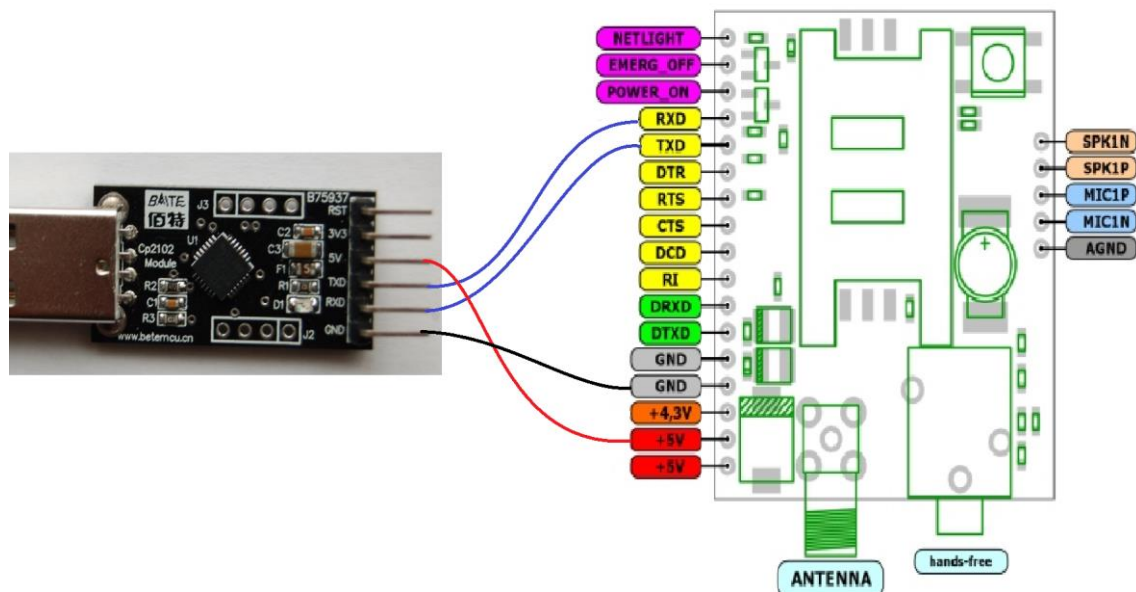 BAITE
佰特
J3
B75937
RST
3V3
5V
TXD
RXD
GND
U1
Cp2102
Module
C2
C3
F1
R1
D1
R2
C1
R3
J2
www.betemcu.cn
NETLIGHT
EMERG_OFF
POWER_ON
RXD
TXD
DTR
RTS
CTS
DCD
RI
DRXD
DTXD
GND
GND
+4,3V
+5V
+5V
SPK1N
SPK1P
MIC1P
MIC1N
AGND
+
ANTENNA
hands-free